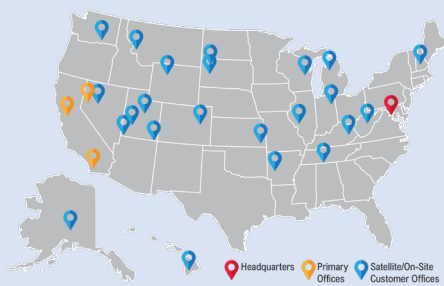 Headquarters
Primary
Offices
Satellite/On-Site
Customer Offices